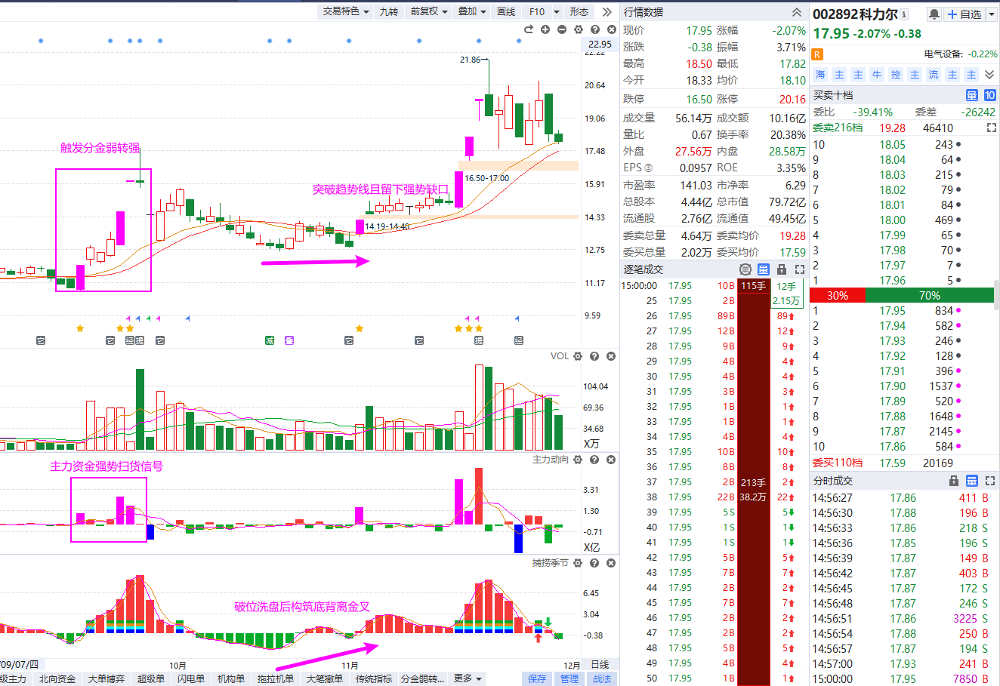 交易特色 九转 前复权 叠加 画线 F10 形态
22.95
22.22
20.64
19.06
17.48
15.91
14.33
12.75
11.17
9.59
21.86
触发分金弱转强
突破趋势线且留下强势缺口
16.50-17.00
14.19-14.40
VOL
104.04
69.36
34.68
X万
主力动向
主力资金强势扫货信号
3.31
1.30
-0.71
X亿
捕捞季节
破位洗盘后构筑底背离金叉
6.45
3.04
-0.38
/09/07/四 10月 11月 12月 日线
级主力 北向资金 大单博弈 超级单 闪电单 机构单 拖拉机单 大笔撤单 传统指标 分金弱转... 更多 保存 管理 战法
行情数据
现价 17.95 涨幅 -2.07%
涨跌 -0.38 振幅 3.71%
最高 18.50 最低 17.82
今开 18.33 均价 18.10
跌停 16.50 涨停 20.16
成交量 56.14万 成交额 10.16亿
量比 0.67 换手率 20.38%
外盘 27.56万 内盘 28.58万
EPS③ 0.0957 ROE 3.35%
市盈率 141.03 市净率 6.29
总股本 4.44亿 总市值 79.72亿
流通股 2.76亿 流通值 49.45亿
委卖总量 4.64万 委卖均价 19.28
委买总量 2.02万 委买均价 17.59
逐笔成交 单 量
15:00:00 17.95 10B 115手 12手
2.15万
25 17.95 2B
26 17.95 89B 89
27 17.95 12B 12
28 17.95 9B 9
29 17.95 4B 4
30 17.95 4B 4
31 17.95 3B 3
32 17.95 1B 1
33 17.95 1B 1
34 17.95 4B 4
35 17.95 10B 10
36 17.95 8B 8
37 17.95 2B 213手 2
38 17.95 22B 38.2万 22
39 17.95 5S 5
40 17.95 1S 1
41 17.95 1S 1
42 17.95 5B 5
43 17.95 7B 7
44 17.95 2B 2
45 17.95 7B 7
46 17.95 2B 2
47 17.95 2B 2
48 17.95 5B 5
49 17.95 4B 4
50 17.95 1B 1
002892科力尔 自选
17.95 -2.07% -0.38
R 电气设备: -0.22%
海 主 主 牛 控 主 流 主 主
买卖十档 量 10
委比 -39.41% 委差 -26242
委卖216档 19.28 46410
10 18.05 243
9 18.04 64
8 18.03 215
7 18.02 79
6 18.01 84
5 18.00 469
4 17.99 65
3 17.98 70
2 17.97 7
1 17.96 5
30% 70%
1 17.95 834
2 17.94 582
3 17.93 246
4 17.92 128
5 17.91 396
6 17.90 1537
7 17.89 520
8 17.88 1648
9 17.87 2145
10 17.86 584
委买110档 17.59 20169
分时成交 量
14:56:27 17.86 411 B
14:56:30 17.88 196 B
14:56:33 17.86 218 S
14:56:36 17.85 196 S
14:56:39 17.87 149 B
14:56:42 17.87 403 B
14:56:45 17.87 172 S
14:56:48 17.87 246 S
14:56:51 17.86 3225 S
14:56:54 17.88 250 B
14:56:57 17.87 194 S
14:57:00 17.93 241 B
15:00:00 17.95 7850 B